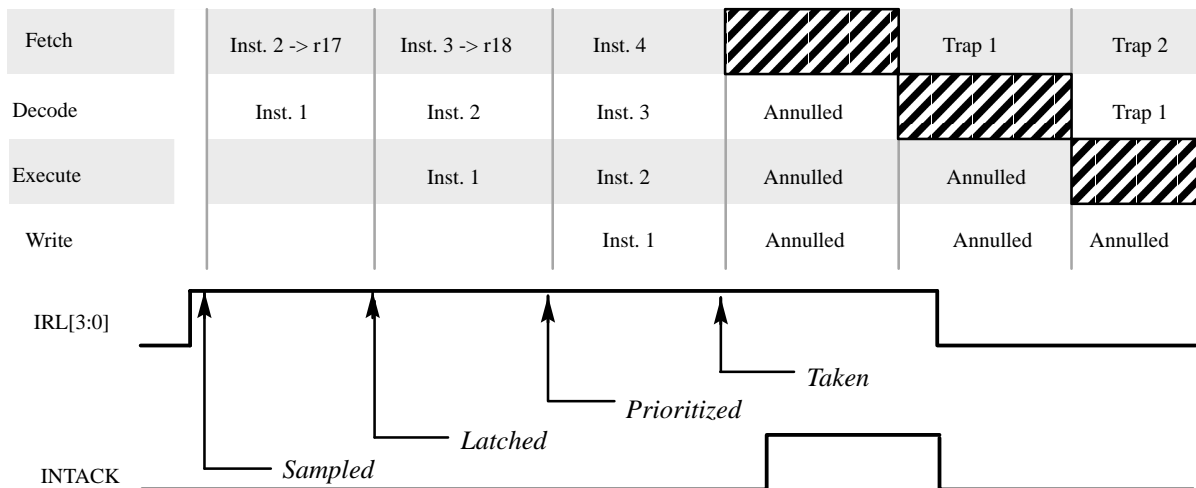 Fetch Inst. 2 -> r17 Inst. 3 -> r18 Inst. 4 Trap 1 Trap 2
Decode Inst. 1 Inst. 2 Inst. 3 Annulled Trap 1
Execute Inst. 1 Inst. 2 Annulled Annulled
Write Inst. 1 Annulled Annulled Annulled
IRL[3:0]
Taken
Prioritized
Latched
Sampled
INTACK